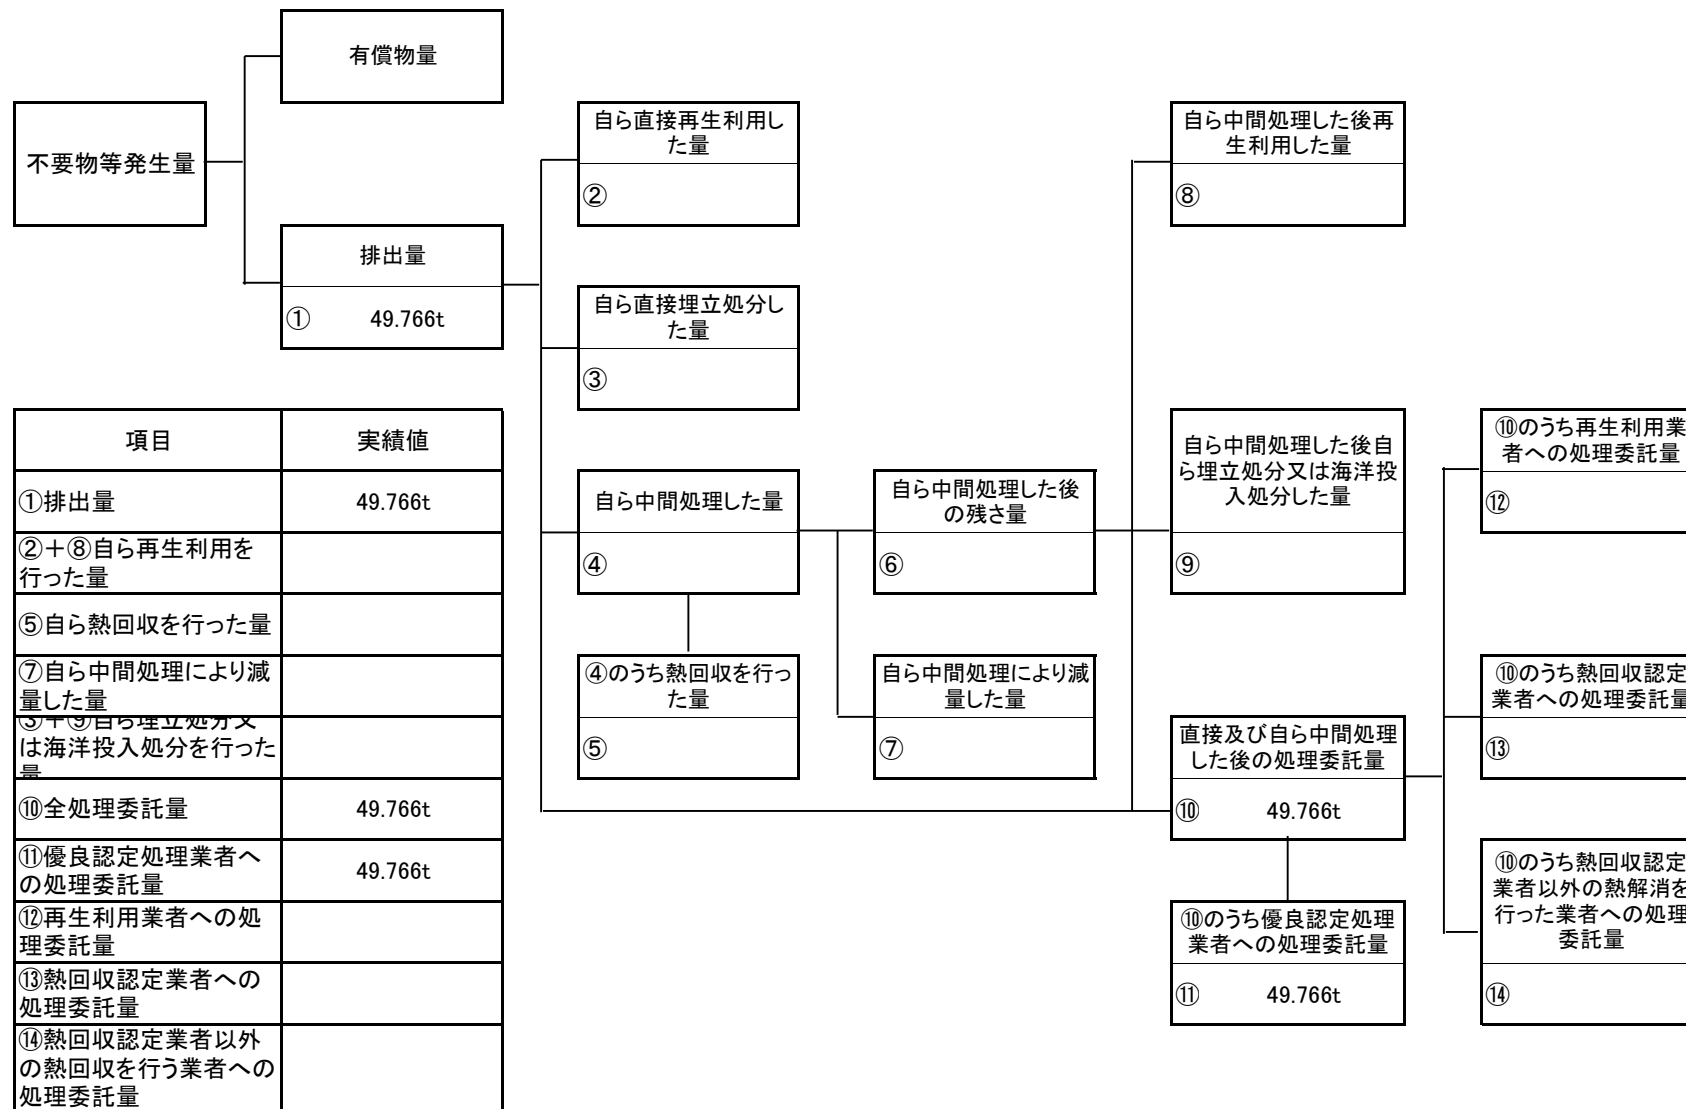 有償物量
不要物等発生量
排出量
① 49.766t
自ら直接再生利用し
た量
②
自ら直接埋立処分し
た量
③
自ら中間処理した量
④
④のうち熱回収を行っ
た量
⑤
自ら中間処理した後
の残さ量
⑥
自ら中間処理により減
量した量
⑦
自ら中間処理した後再
生利用した量
⑧
自ら中間処理した後自
ら埋立処分又は海洋投
入処分した量
⑨
直接及び自ら中間処理
した後の処理委託量
⑩ 49.766t
⑩のうち優良認定処理
業者への処理委託量
⑪ 49.766t
⑩のうち再生利用業
者への処理委託量
⑫
⑩のうち熱回収認定
業者への処理委託量
⑬
⑩のうち熱回収認定
業者以外の熱解消を
行った業者への処理
委託量
⑭
項目 実績値
①排出量 49.766t
②＋⑧自ら再生利用を
行った量
⑤自ら熱回収を行った量
⑦自ら中間処理により減
量した量
③＋⑨自ら埋立処分又
は海洋投入処分を行った
量
⑩全処理委託量 49.766t
⑪優良認定処理業者へ
の処理委託量 49.766t
⑫再生利用業者への処
理委託量
⑬熱回収認定業者への
処理委託量
⑭熱回収認定業者以外
の熱回収を行う業者への
処理委託量